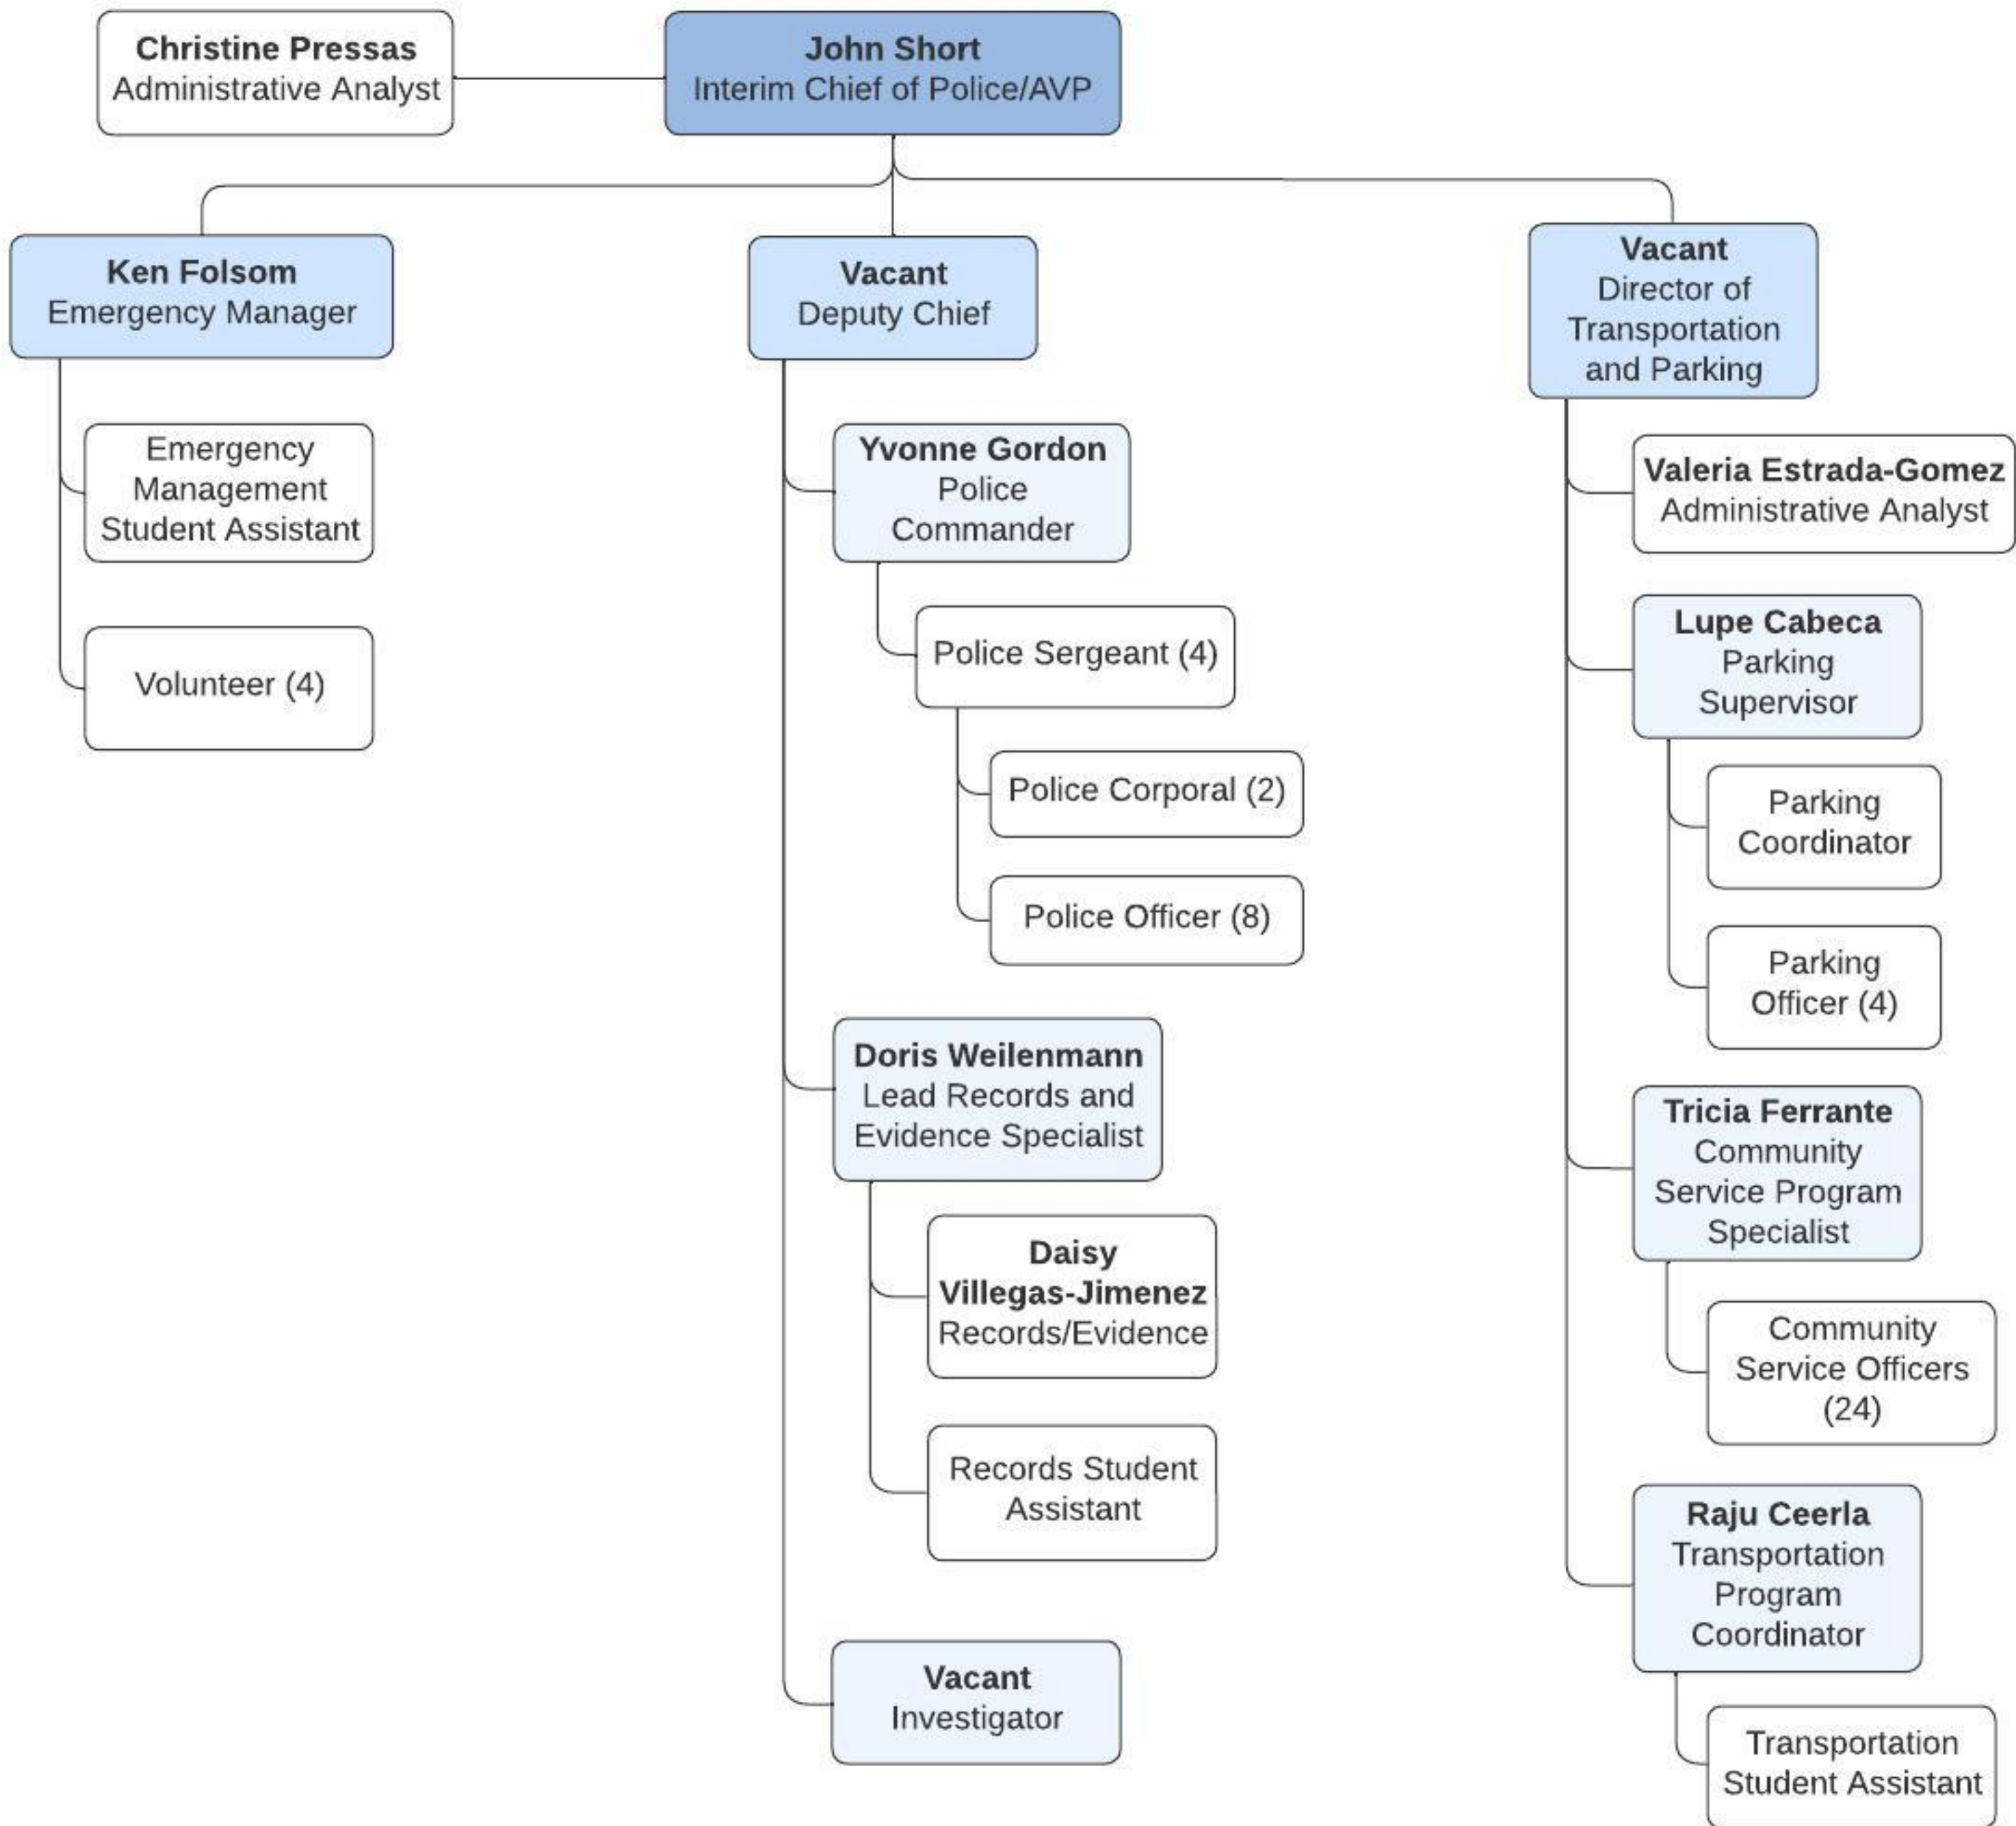 Christine Pressas
Administrative Analyst
John Short
Interim Chief of Police/AVP
Ken Folsom
Emergency Manager
Emergency
Management
Student Assistant
Volunteer (4)
Vacant
Deputy Chief
Yvonne Gordon
Police
Commander
Police Sergeant (4)
Police Corporal (2)
Police Officer (8)
Doris Weilenmann
Lead Records and
Evidence Specialist
Daisy
Villegas-Jimenez
Records/Evidence
Records Student
Assistant
Vacant
Investigator
Vacant
Director of
Transportation
and Parking
Valeria Estrada-Gomez
Administrative Analyst
Lupe Cabeca
Parking
Supervisor
Parking
Coordinator
Parking
Officer (4)
Tricia Ferrante
Community
Service Program
Specialist
Community
Service Officers
(24)
Raju Ceerla
Transportation
Program
Coordinator
Transportation
Student Assistant